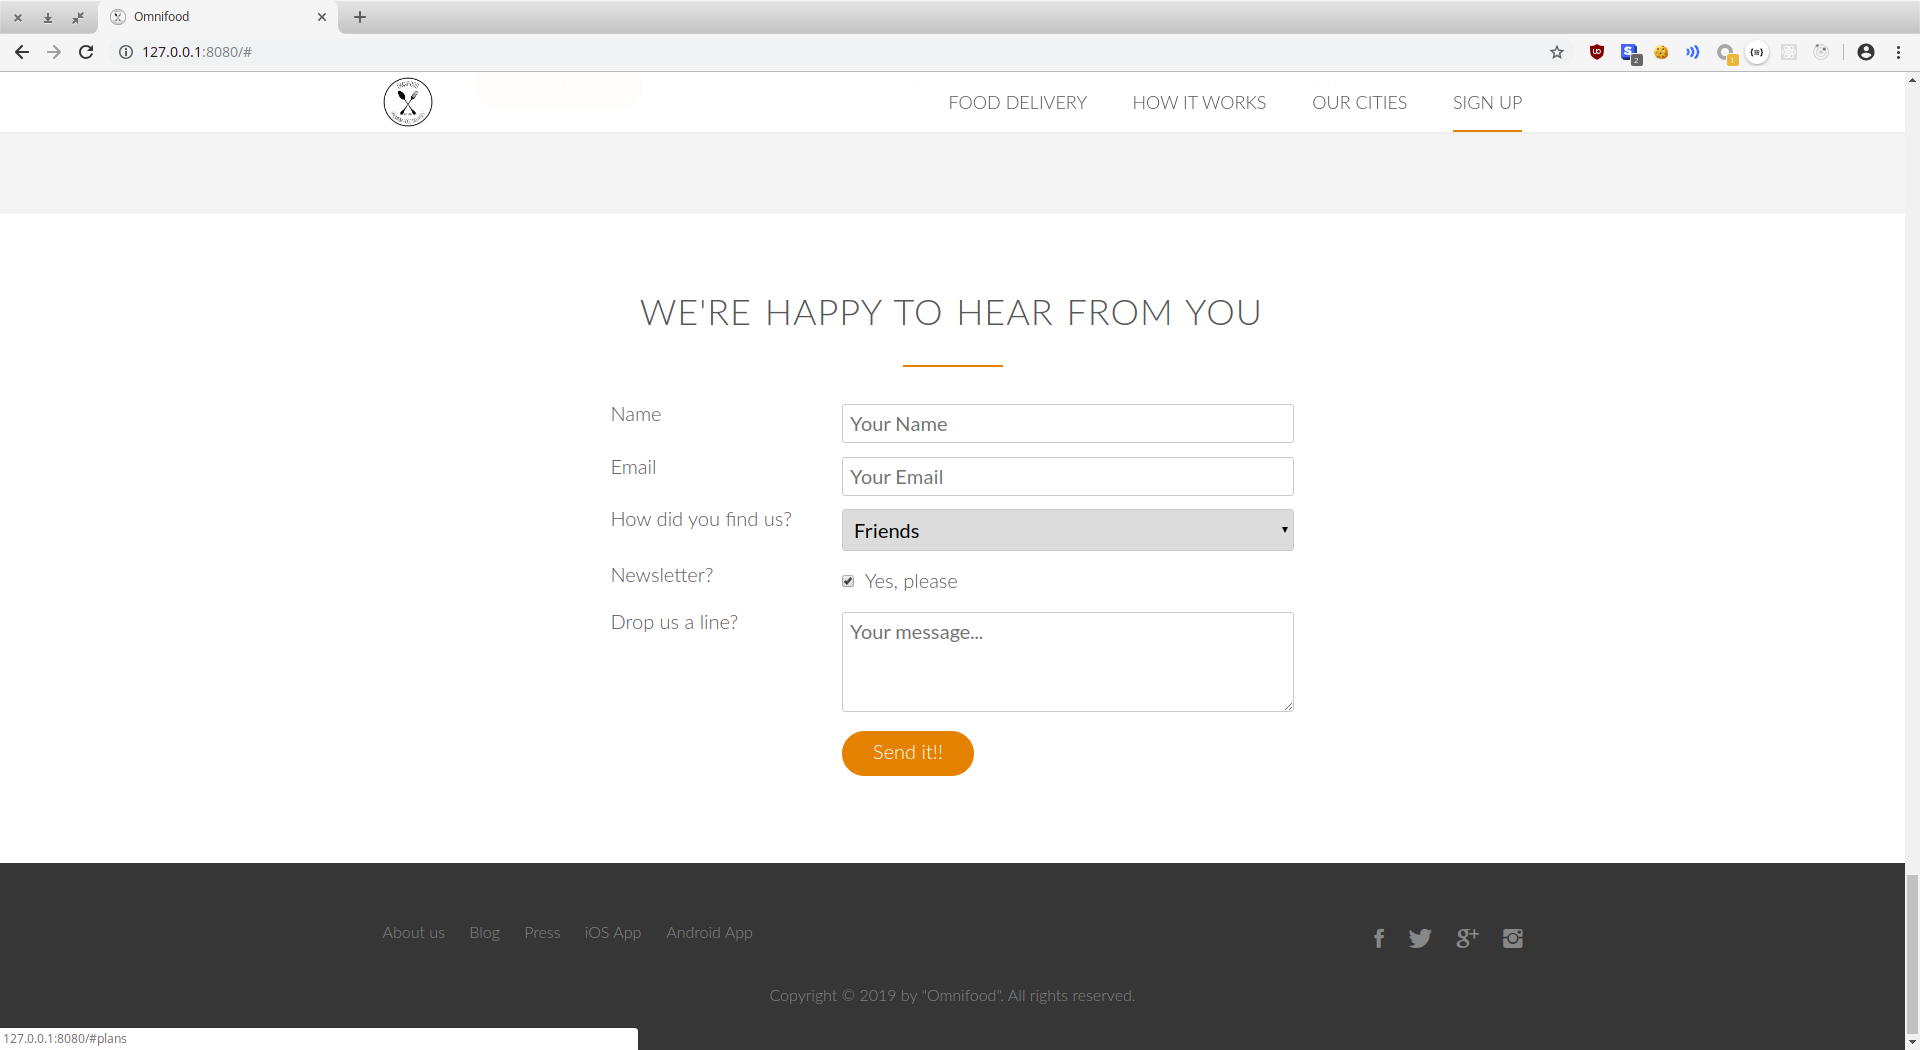 Omnifood
127.0.0.1:8080/#
FOOD DELIVERY
HOW IT WORKS
OUR CITIES
SIGN UP
WE'RE HAPPY TO HEAR FROM YOU
Name
Your Name
Email
Your Email
How did you find us?
Friends
Newsletter?
Yes, please
Drop us a line?
Your message...
Send it!!
About us
Blog
Press
iOS App
Android App
Copyright © 2019 by "Omnifood". All rights reserved.
127.0.0.1:8080/#plans